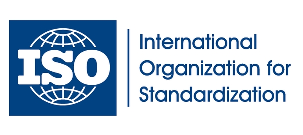 ISO
International
Organization for
Standardization